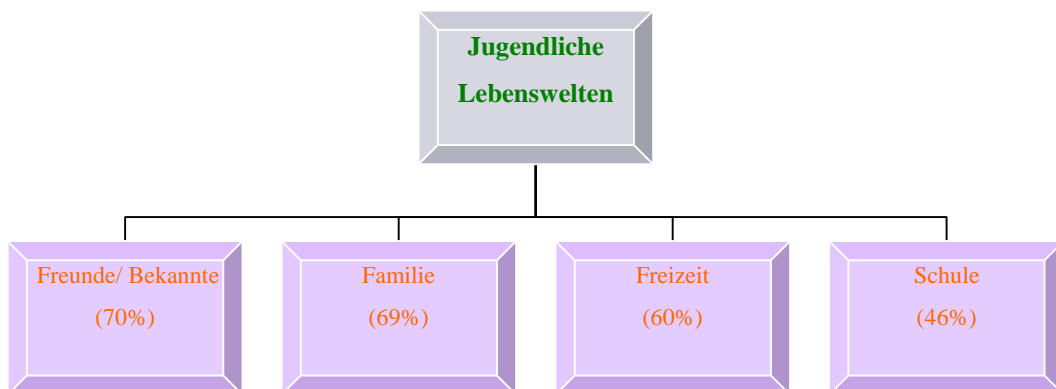 Jugendliche
Lebenswelten
Freunde/ Bekannte
(70%)
Familie
(69%)
Freizeit
(60%)
Schule
(46%)